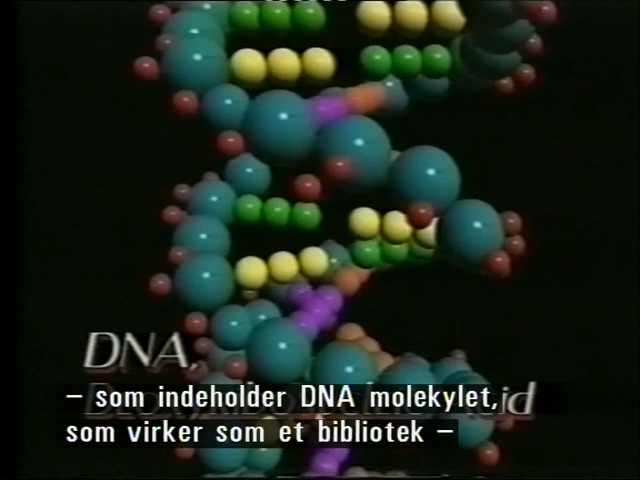 DNA,
– som indeholder DNA molekylet,
som virker som et bibliotek –